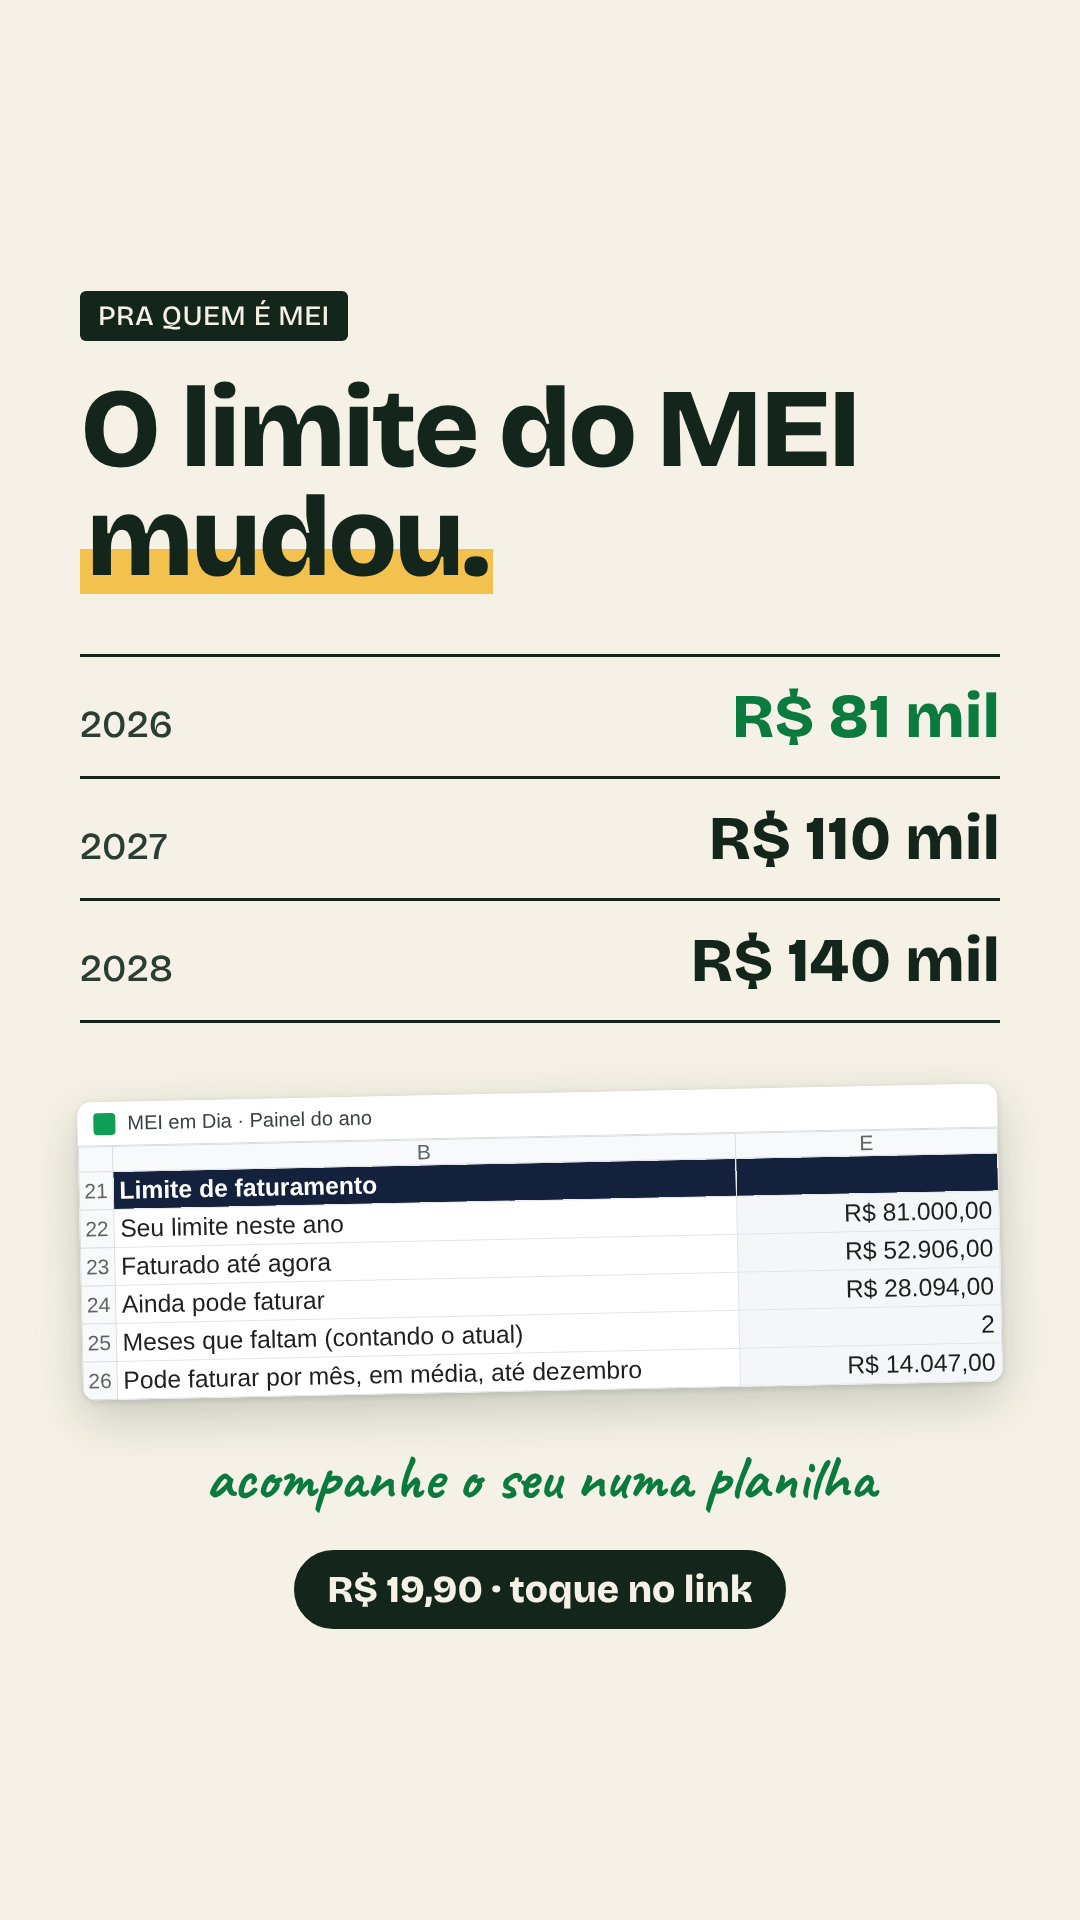 PRA QUEM É MEI
O limite do MEI
mudou.
2026 R$ 81 mil
2027 R$ 110 mil
2028 R$ 140 mil
MEI em Dia · Painel do ano
B E
21 Limite de faturamento
22 Seu limite neste ano R$ 81.000,00
23 Faturado até agora R$ 52.906,00
24 Ainda pode faturar R$ 28.094,00
25 Meses que faltam (contando o atual) 2
26 Pode faturar por mês, em média, até dezembro R$ 14.047,00
acompanhe o seu numa planilha
R$ 19,90 · toque no link